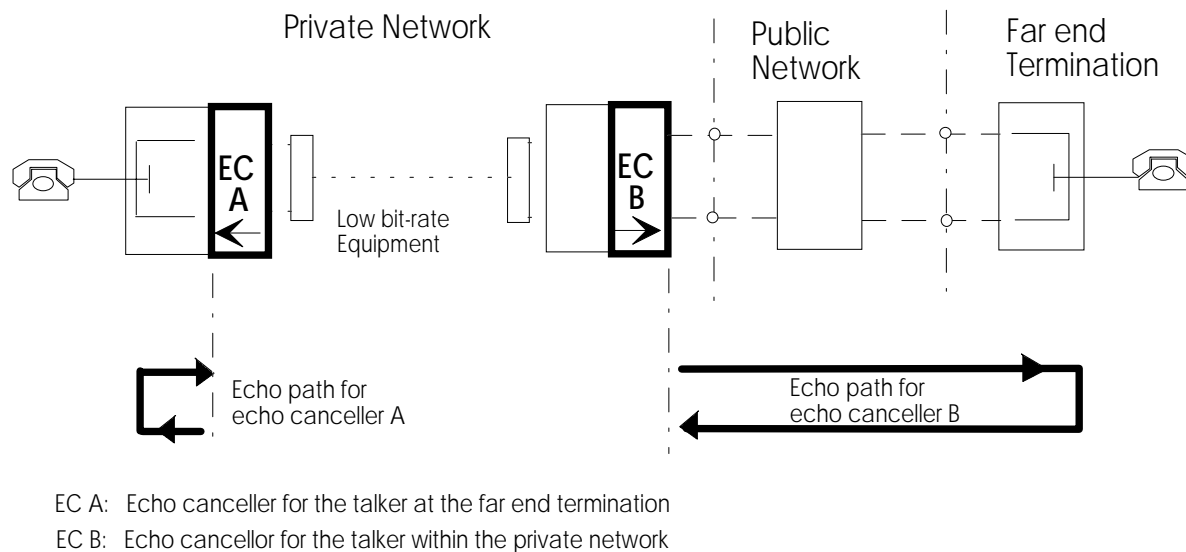 Private Network
Public
Network
Far end
Termination
EC
A
EC
B
Low bit-rate
Equipment
Echo path for
echo canceller A
Echo path for
echo canceller B
EC A: Echo canceller for the talker at the far end termination
EC B: Echo cancellor for the talker within the private network